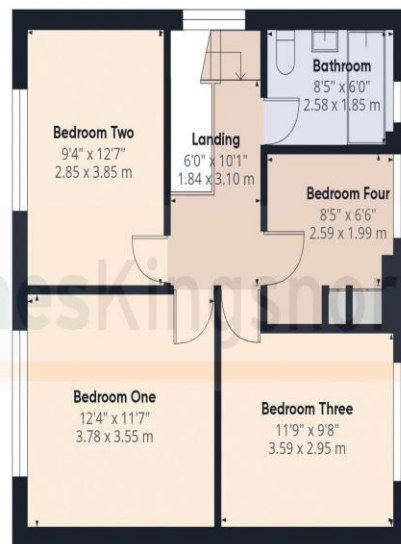 Bathroom
8'5" x 6'0"
2.58 x 1.85 m
Bedroom Two
9'4" x 12'7"
2.85 x 3.85 m
Landing
6'0" x 10'1"
1.84 x 3.10 m
Bedroom Four
8'5" x 6'6"
2.59 x 1.99 m
nesKingsnor
Bedroom One
12'4" x 11'7"
3.78 x 3.55 m
Bedroom Three
11'9" x 9'8"
3.59 x 2.95 m